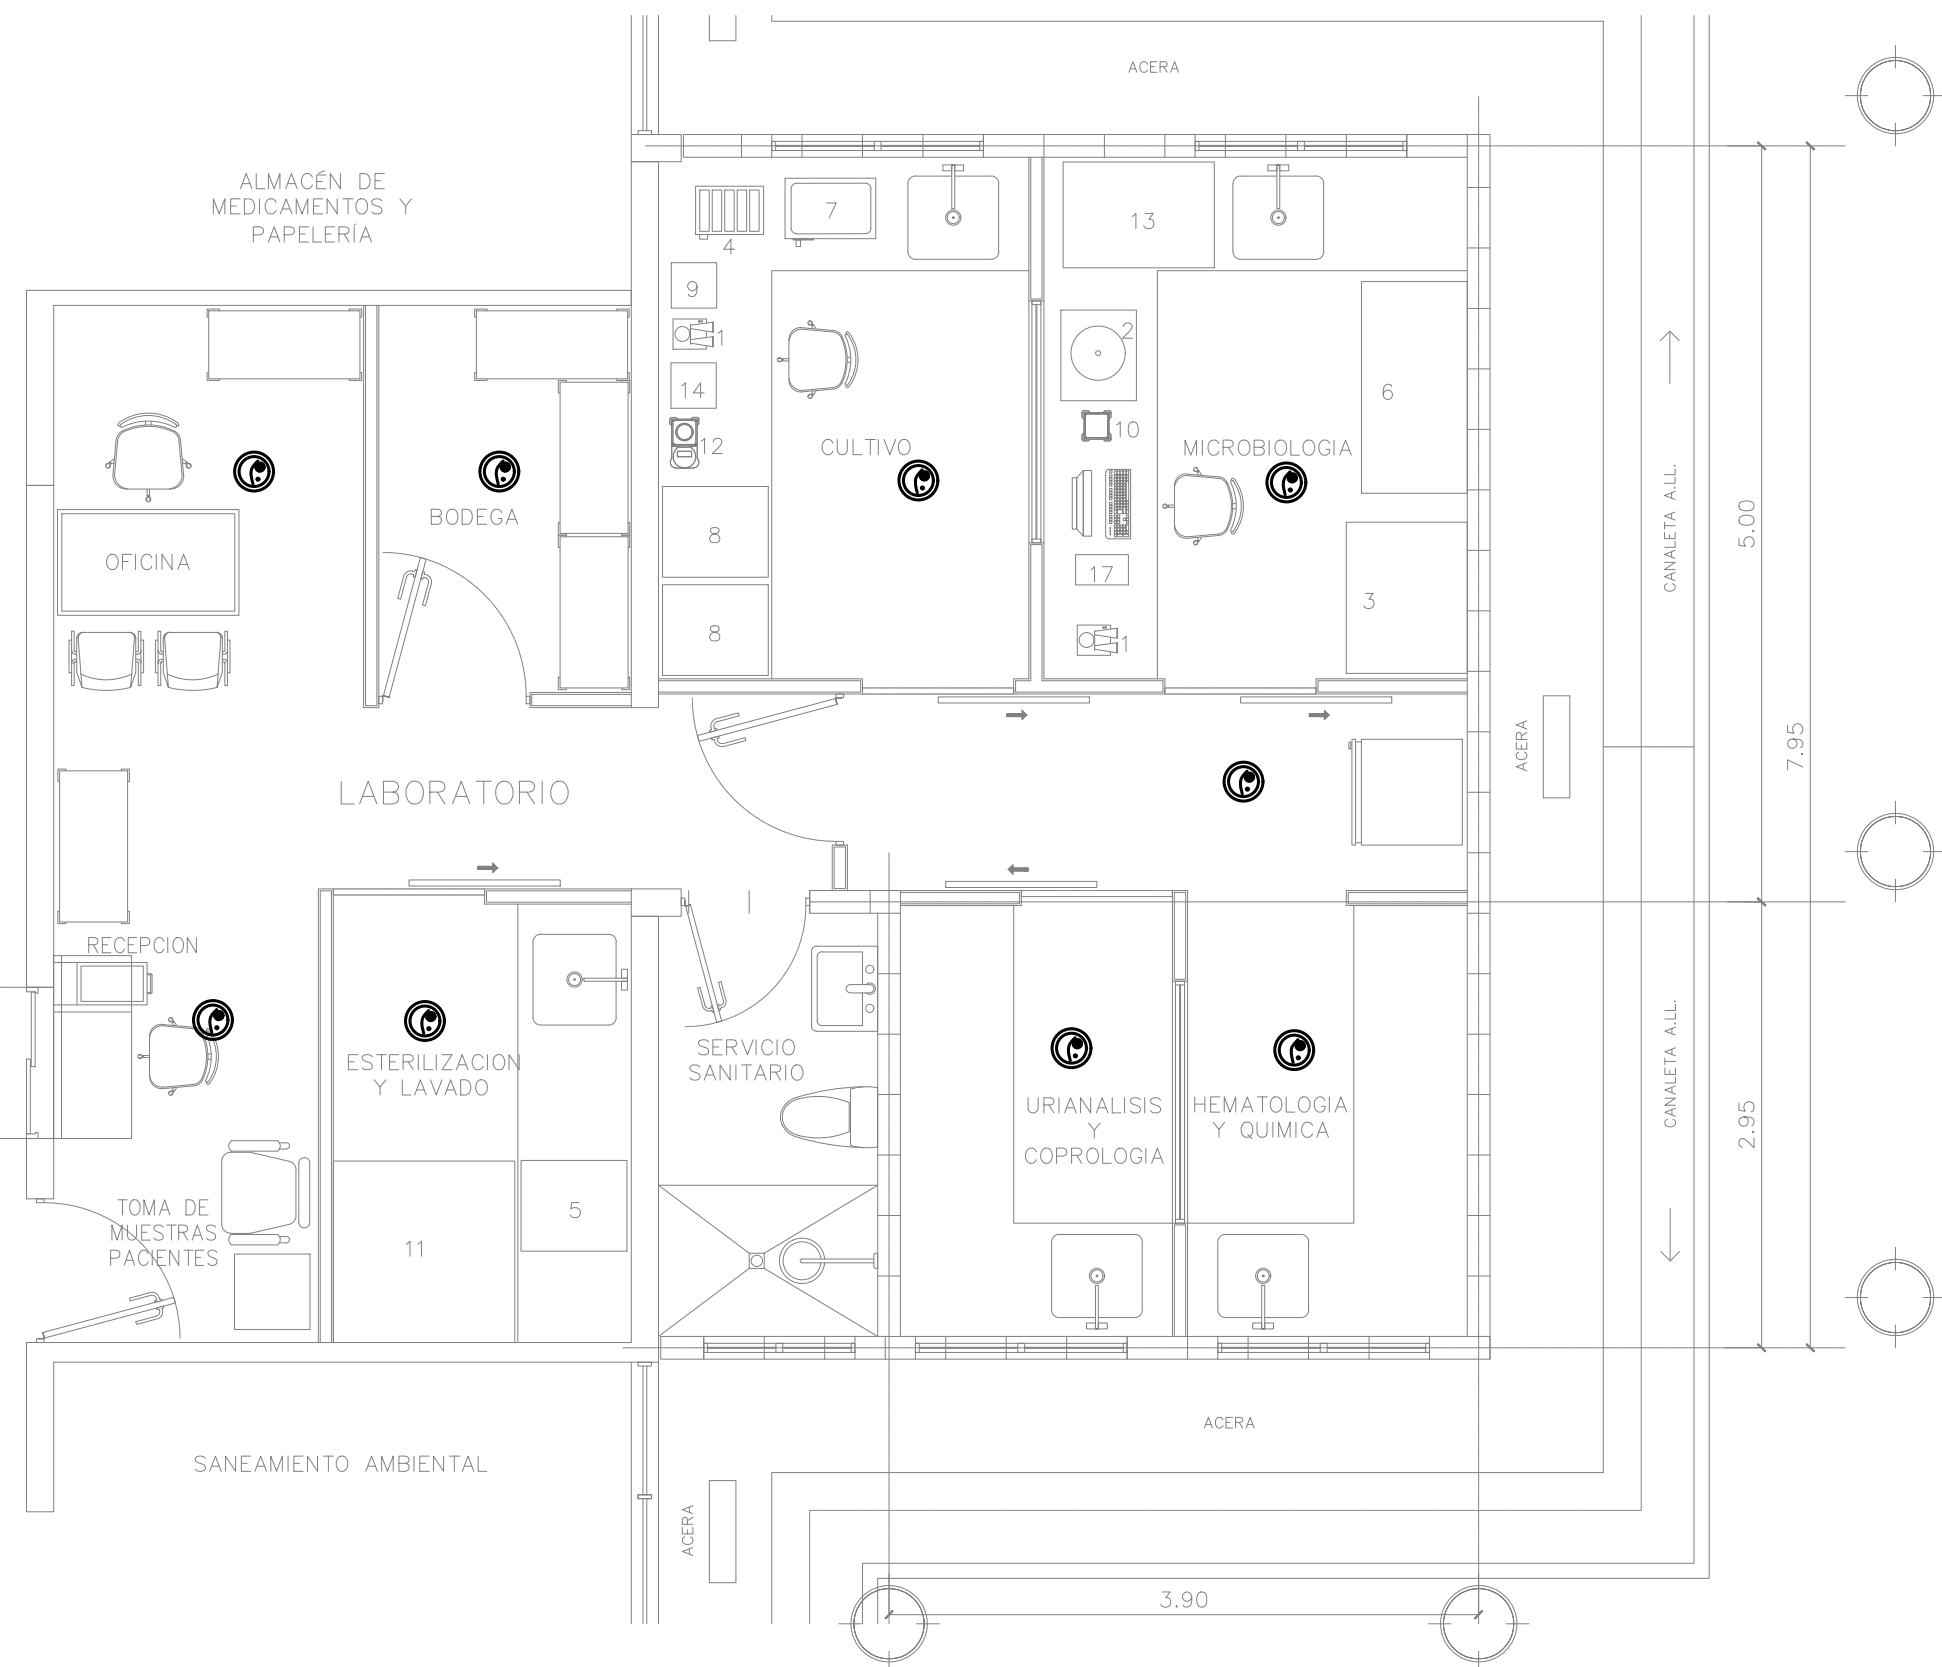 ACERA
ALMACÉN DE
MEDICAMENTOS Y
PAPELERÍA
7
13
4
9
1
2
14
6
12
10
CULTIVO
MICROBIOLOGIA
BODEGA
CANALETA A.LL.
5.00
8
OFICINA
17
3
8
1
ACERA
7.95
LABORATORIO
RECEPCION
ESTERILIZACION
Y LAVADO
SERVICIO
SANITARIO
URIANALISIS
Y
COPROLOGIA
HEMATOLOGIA
Y QUIMICA
CANALETA A.LL.
2.95
TOMA DE
MUESTRAS
PACIENTES
5
11
ACERA
SANEAMIENTO AMBIENTAL
ACERA
3.90